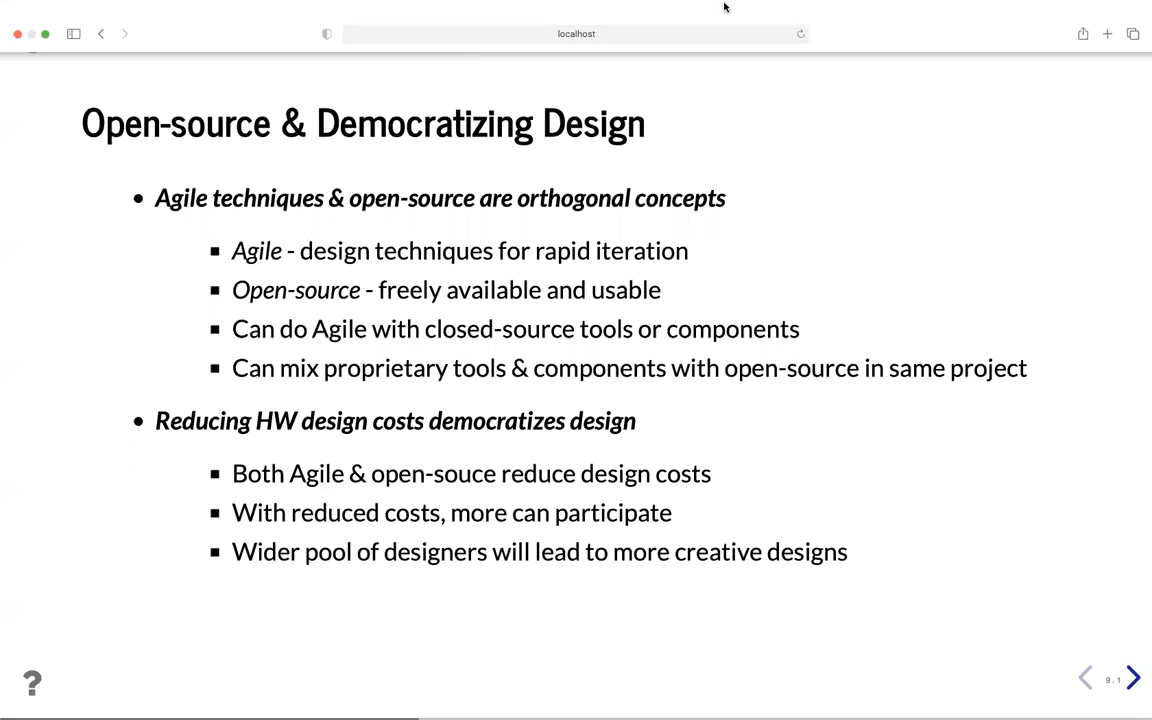 localhost
Open-source & Democratizing Design
• Agile techniques & open-source are orthogonal concepts
▪ Agile - design techniques for rapid iteration
▪ Open-source - freely available and usable
▪ Can do Agile with closed-source tools or components
▪ Can mix proprietary tools & components with open-source in same project
• Reducing HW design costs democratizes design
▪ Both Agile & open-souce reduce design costs
▪ With reduced costs, more can participate
▪ Wider pool of designers will lead to more creative designs
?
9.1